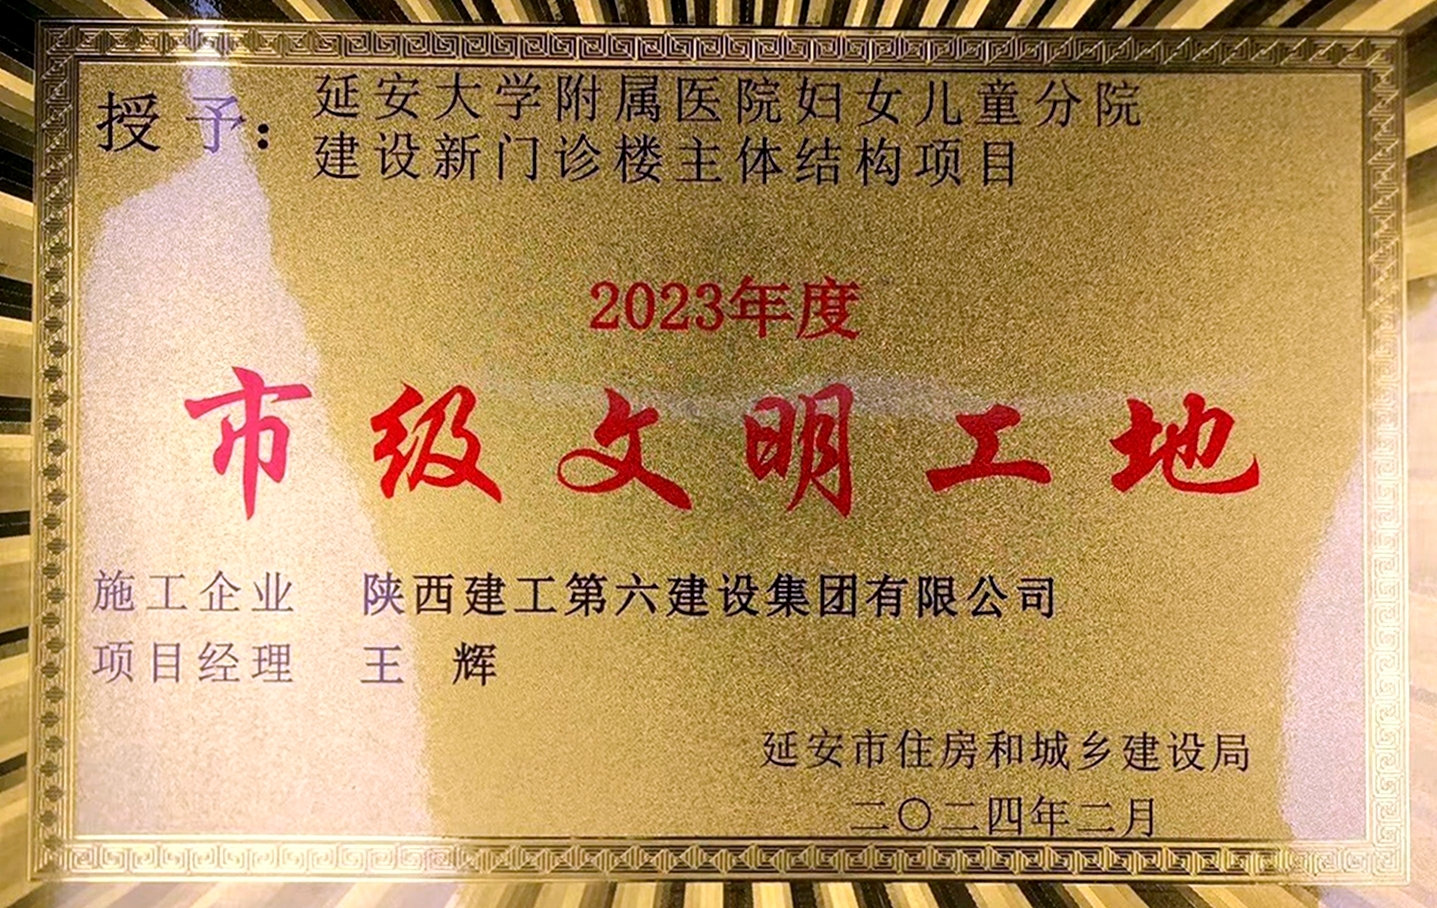 授予：延安大学附属医院妇女儿童分院
建设新门诊楼主体结构项目
2023年度
市级文明工地
施工企业 陕西建工第六建设集团有限公司
项目经理 王 辉
延安市住房和城乡建设局
二〇二四年二月